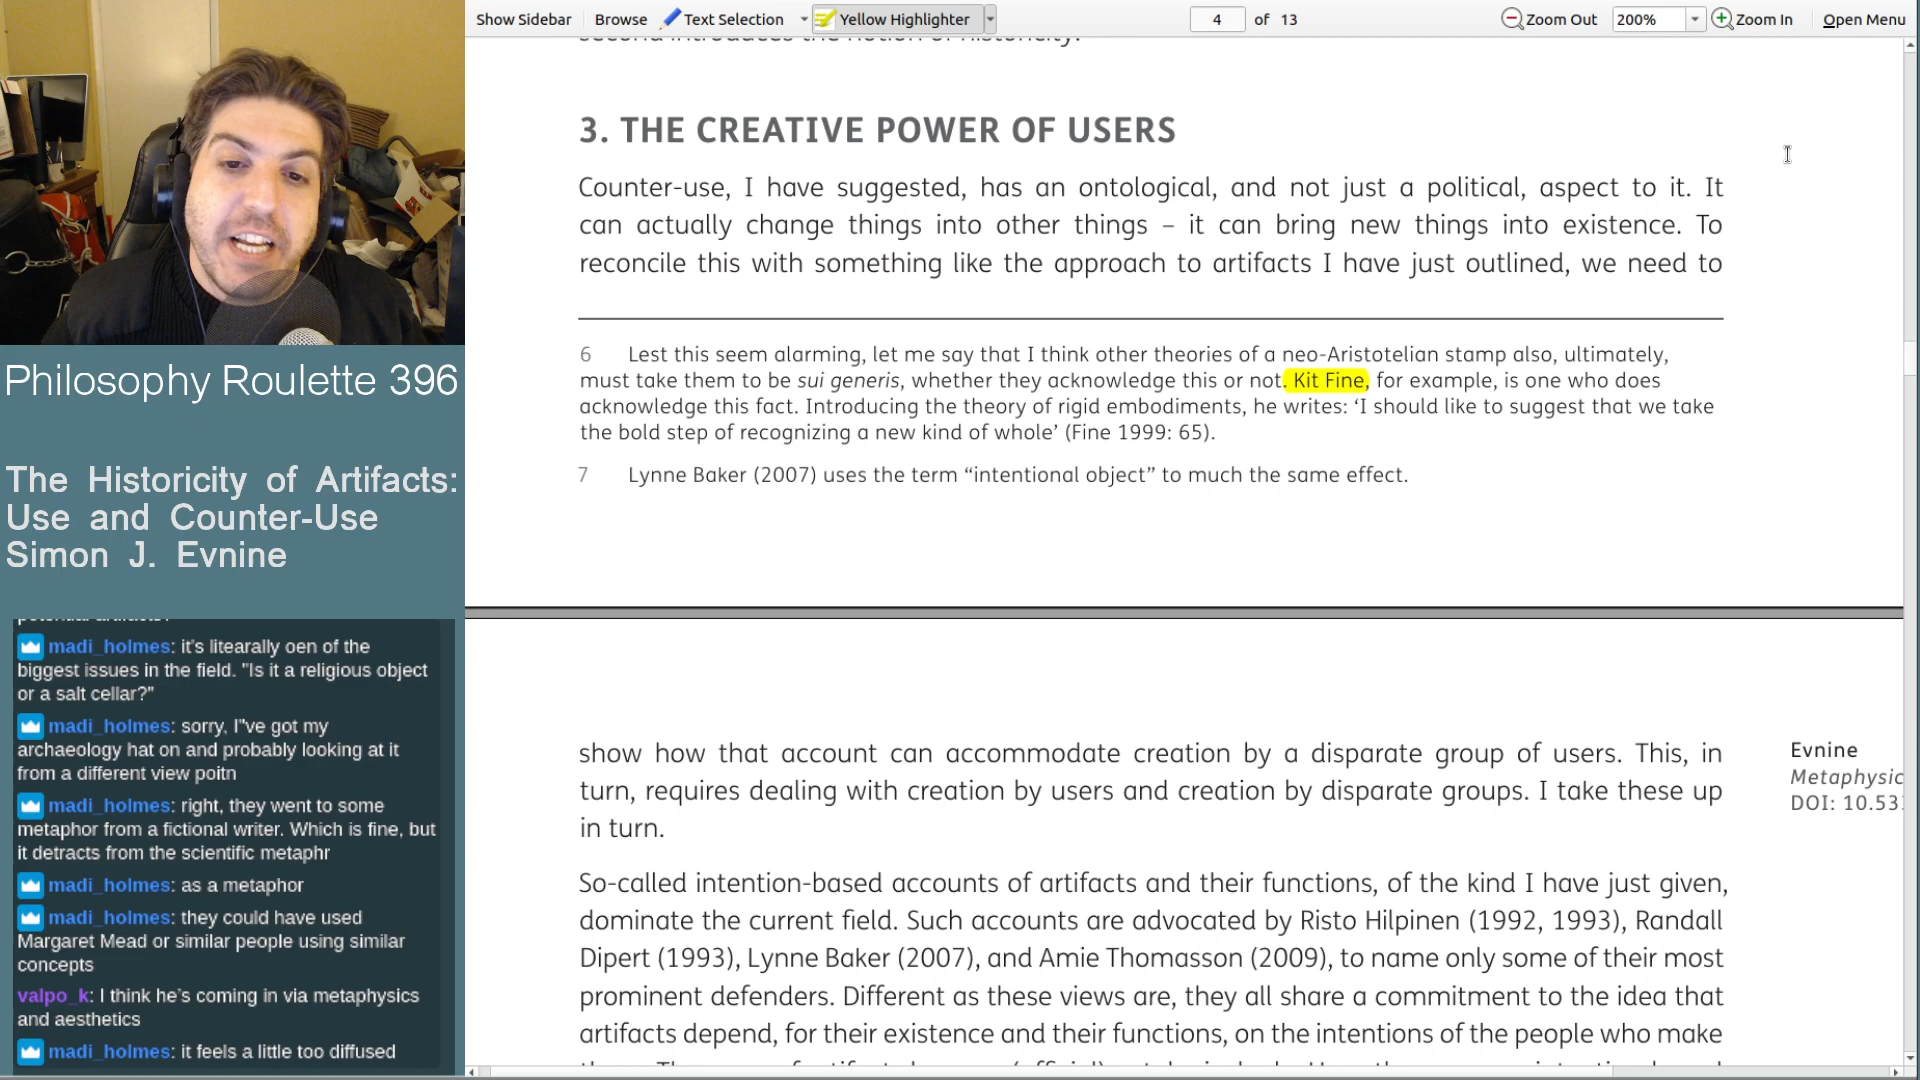 Show Sidebar Browse Text Selection Yellow Highlighter 4 of 13 Zoom Out 200% Zoom In Open Menu
second introduces the notion of historicity.
3. THE CREATIVE POWER OF USERS
Counter-use, I have suggested, has an ontological, and not just a political, aspect to it. It
can actually change things into other things – it can bring new things into existence. To
reconcile this with something like the approach to artifacts I have just outlined, we need to
6 Lest this seem alarming, let me say that I think other theories of a neo-Aristotelian stamp also, ultimately,
must take them to be sui generis, whether they acknowledge this or not. Kit Fine, for example, is one who does
acknowledge this fact. Introducing the theory of rigid embodiments, he writes: ‘I should like to suggest that we take
the bold step of recognizing a new kind of whole’ (Fine 1999: 65).
7 Lynne Baker (2007) uses the term “intentional object” to much the same effect.
show how that account can accommodate creation by a disparate group of users. This, in
turn, requires dealing with creation by users and creation by disparate groups. I take these up
in turn.
Evnine
Metaphysic
DOI: 10.53
So-called intention-based accounts of artifacts and their functions, of the kind I have just given,
dominate the current field. Such accounts are advocated by Risto Hilpinen (1992, 1993), Randall
Dipert (1993), Lynne Baker (2007), and Amie Thomasson (2009), to name only some of their most
prominent defenders. Different as these views are, they all share a commitment to the idea that
artifacts depend, for their existence and their functions, on the intentions of the people who make
Philosophy Roulette 396
The Historicity of Artifacts:
Use and Counter-Use
Simon J. Evnine
potential artifacts?
madi_holmes: it's litearally oen of the
biggest issues in the field. "Is it a religious object
or a salt cellar?"
madi_holmes: sorry, I"ve got my
archaeology hat on and probably looking at it
from a different view poitn
madi_holmes: right, they went to some
metaphor from a fictional writer. Which is fine, but
it detracts from the scientific metaphr
madi_holmes: as a metaphor
madi_holmes: they could have used
Margaret Mead or similar people using similar
concepts
valpo_k: I think he's coming in via metaphysics
and aesthetics
madi_holmes: it feels a little too diffused